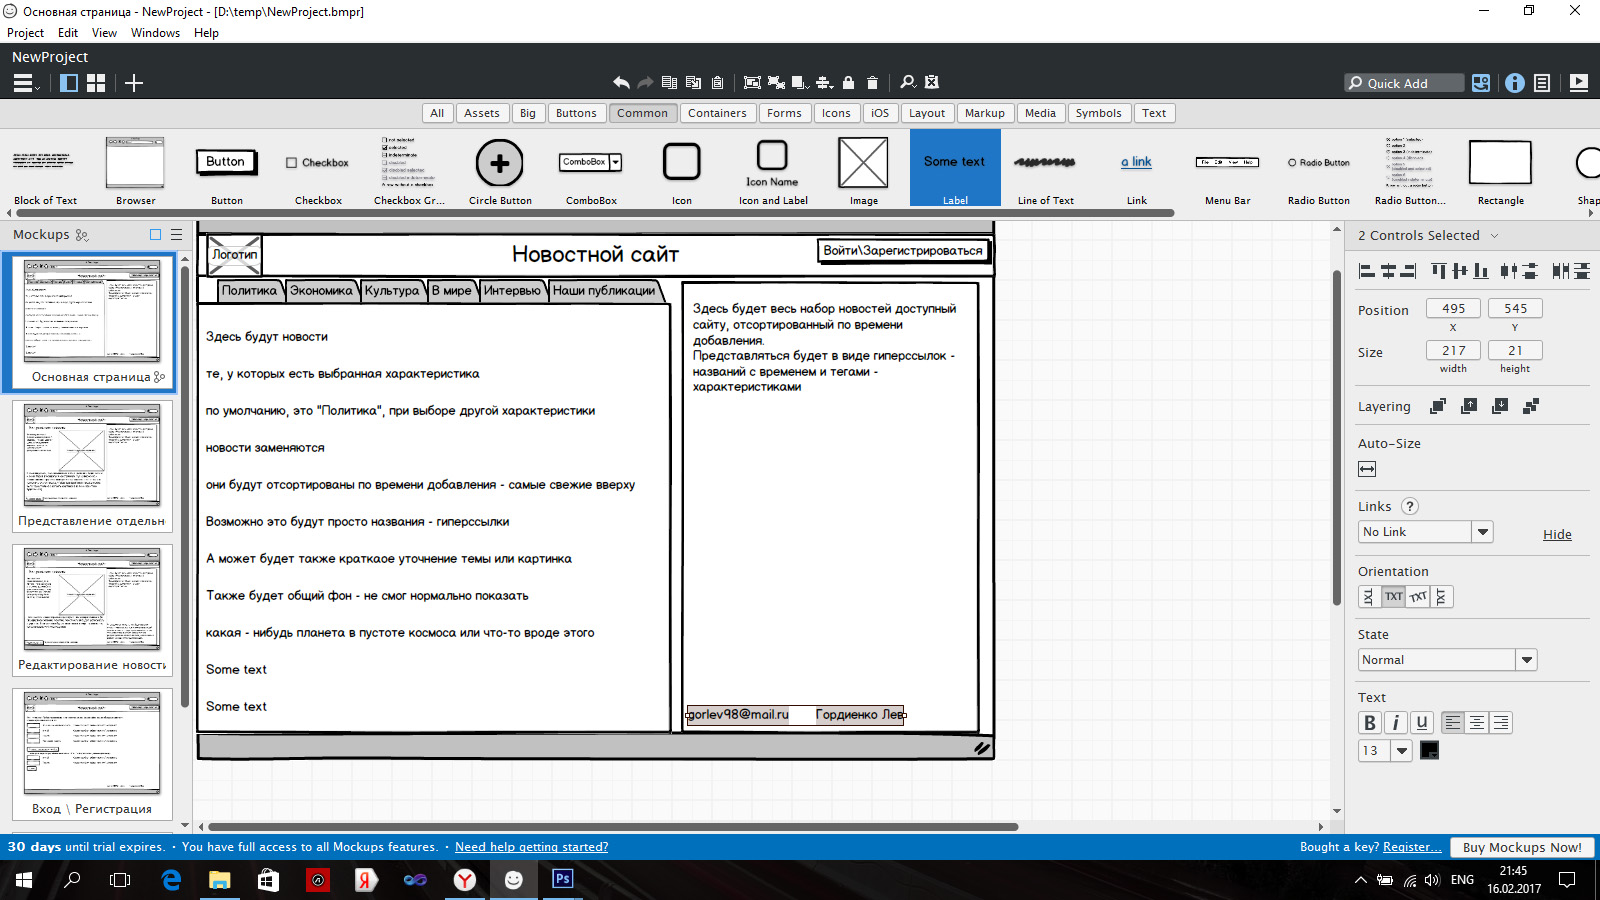 Основная страница - NewProject - [D:\temp\NewProject.bmpr]
Project Edit View Windows Help
NewProject
Quick Add
All Assets Big Buttons Common Containers Forms Icons iOS Layout Markup Media Symbols Text
Button
Checkbox
ComboBox
Icon Name
Some text
a link
Radio Button
Block of Text Browser Button Checkbox Checkbox Gr... Circle Button ComboBox Icon Icon and Label Image Label Line of Text Link Menu Bar Radio Button Radio Button... Rectangle Shap
Mockups
Основная страница
Представление отдельн
Редактирование новости
Вход \ Регистрация
Логотип
Новостной сайт
Войти\Зарегистрироваться
Политика Экономика Культура В мире Интервью Наши публикации
Здесь будут новости
те, у которых есть выбранная характеристика
по умолчанию, это "Политика", при выборе другой характеристики
новости заменяются
они будут отсортированы по времени добавления - самые свежие вверху
Возможно это будут просто названия - гиперссылки
А может будет также краткаое уточнение темы или картинка
Также будет общий фон - не смог нормально показать
какая - нибудь планета в пустоте космоса или что-то вроде этого
Some text
Some text
Здесь будет весь набор новостей доступный
сайту, отсортированный по времени
добавления.
Представляться будет в виде гиперссылок -
названий с временем и тегами -
характеристиками
gorlev98@mail.ru Гордиенко Лев
2 Controls Selected
Position 495 545
X Y
Size 217 21
width height
Layering
Auto-Size
Links ?
No Link Hide
Orientation
TXT TXT TXT TXT
State
Normal
Text
B i u
13
30 days until trial expires. · You have full access to all Mockups features. · Need help getting started?
Bought a key? Register... Buy Mockups Now!
Я
Y
Ps
ENG
21:45
16.02.2017